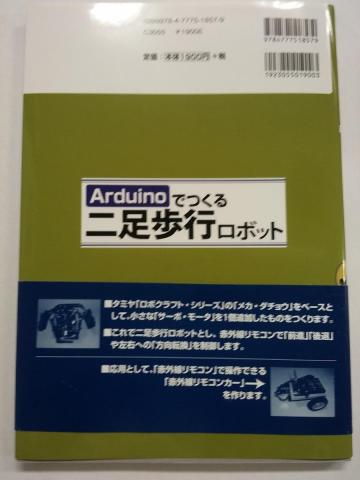 ISBN978-4-7775-1857-9
C3055 ¥1900E
定価：本体1900円＋税
9784777518579
1923055019003
Arduinoでつくる
二足歩行ロボット
■タミヤ「ロボクラフト・シリーズ」の「メカ・ダチョウ」をベースと
して、小さな「サーボ・モータ」を1個追加したものをつくります。
■これで二足歩行ロボットとし、赤外線リモコンで「前進」「後退」
や左右への「方向転換」を制御します。
■応用として、「赤外線リモコン」で操作できる
「赤外線リモコンカー」
を作ります。